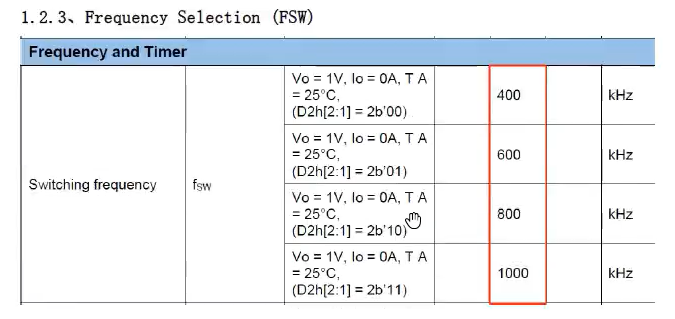 1.2.3、Frequency Selection (FSW)
Frequency and Timer
Switching frequency
fsw
Vo = 1V, Io = 0A, T A
= 25°C,
(D2h[2:1] = 2b'00)
400
kHz
Vo = 1V, Io = 0A, T A
= 25°C,
(D2h[2:1] = 2b'01)
600
kHz
Vo = 1V, Io = 0A, T A
= 25°C,
(D2h[2:1] = 2b'10)
800
kHz
Vo = 1V, Io = 0A, T A
= 25°C,
(D2h[2:1] = 2b'11)
1000
kHz